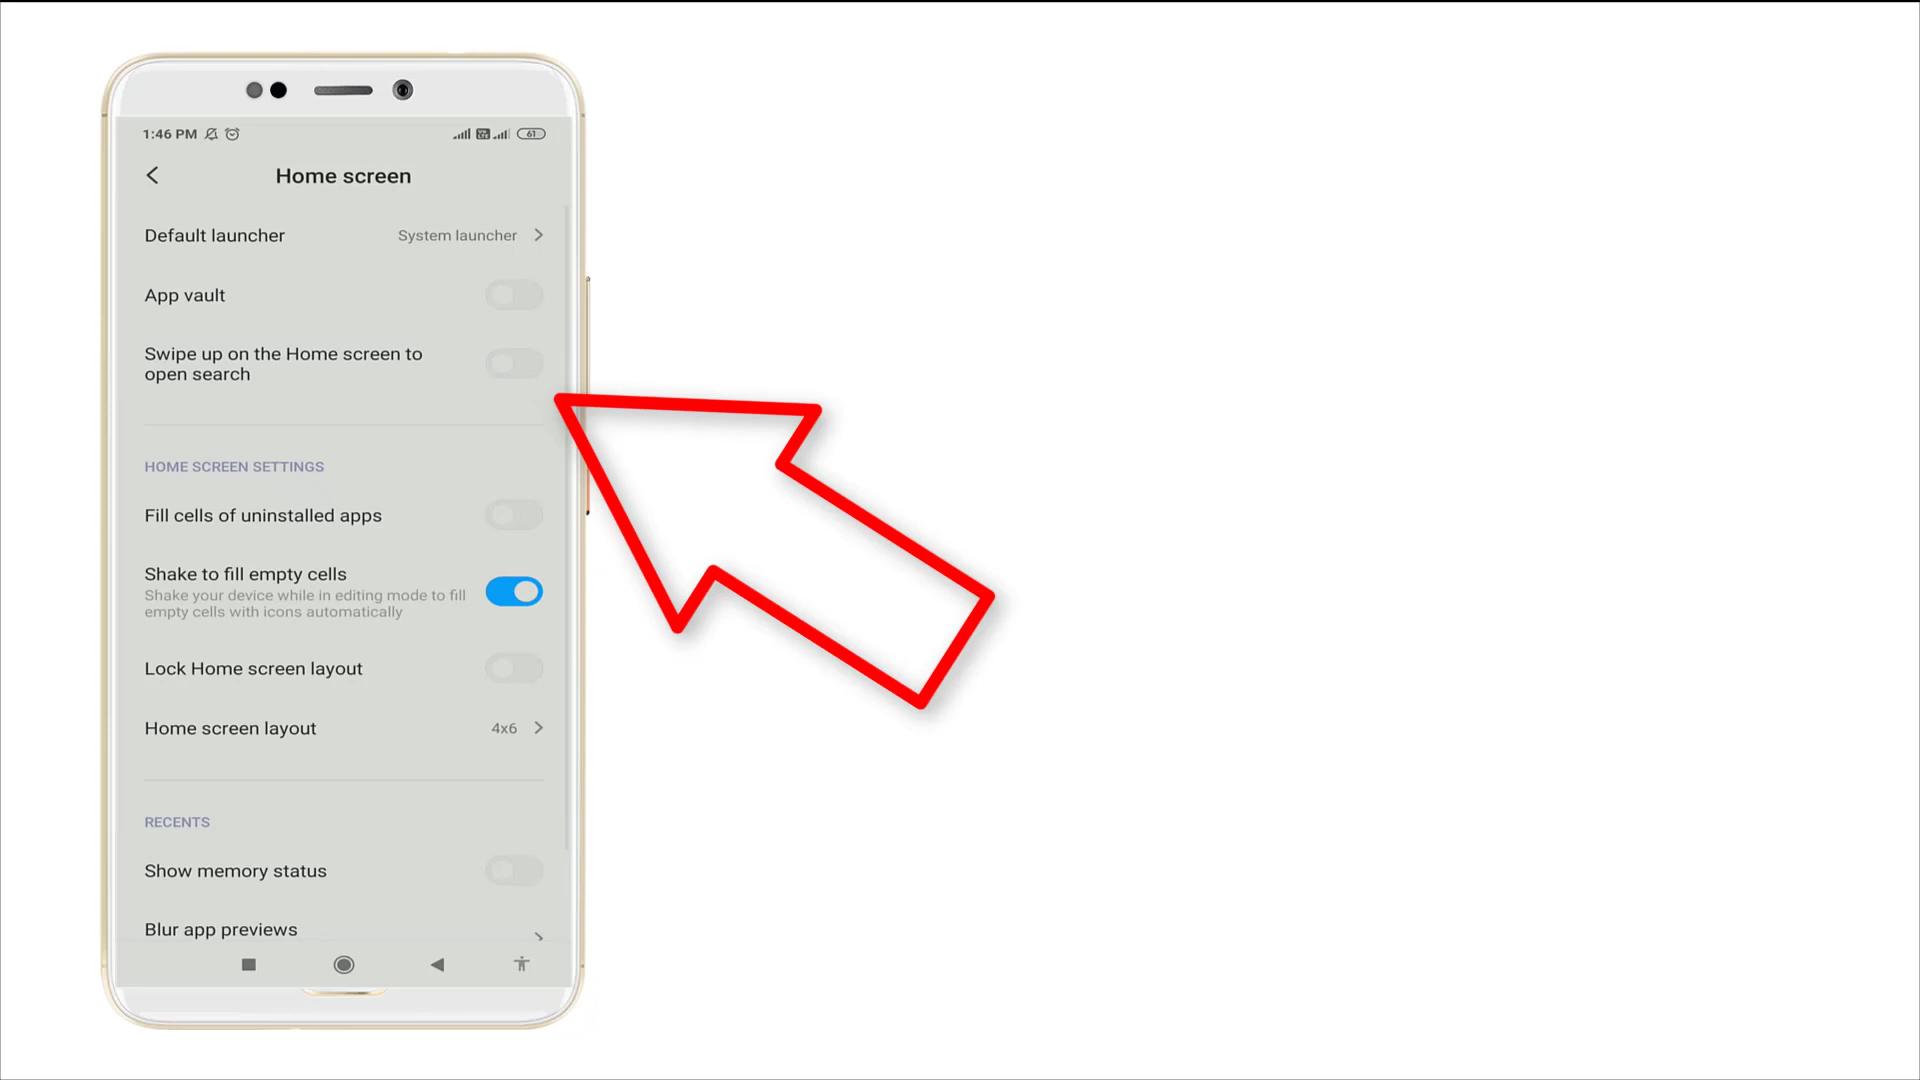 1:46 PM
61
Home screen
Default launcher System launcher
App vault
Swipe up on the Home screen to
open search
HOME SCREEN SETTINGS
Fill cells of uninstalled apps
Shake to fill empty cells
Shake your device while in editing mode to fill
empty cells with icons automatically
Lock Home screen layout
Home screen layout 4x6
RECENTS
Show memory status
Blur app previews